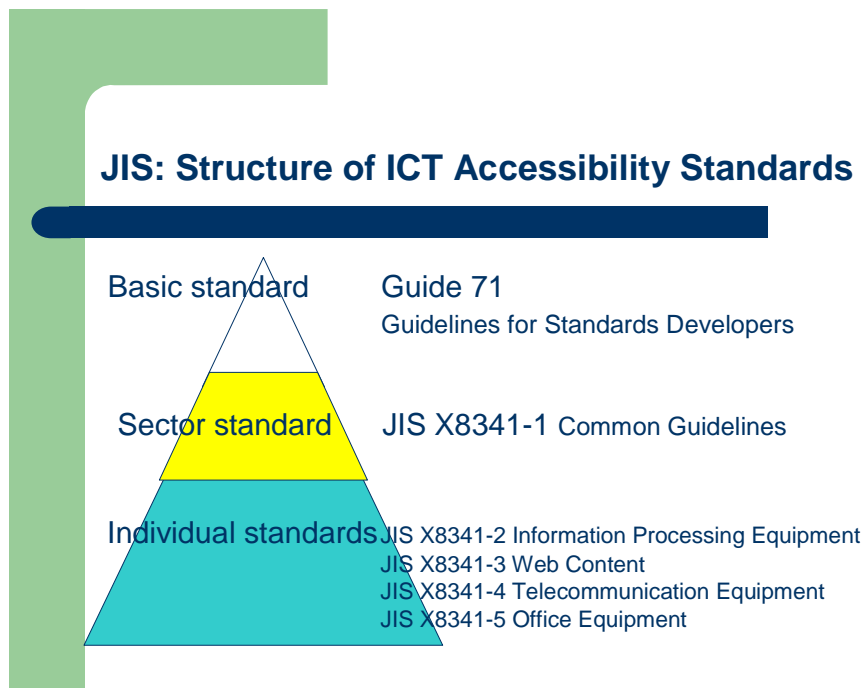 JIS: Structure of ICT Accessibility Standards
Basic standard
Guide 71
Guidelines for Standards Developers
Sector standard
JIS X8341-1 Common Guidelines
Individual standards
JIS X8341-2 Information Processing Equipment
JIS X8341-3 Web Content
JIS X8341-4 Telecommunication Equipment
JIS X8341-5 Office Equipment